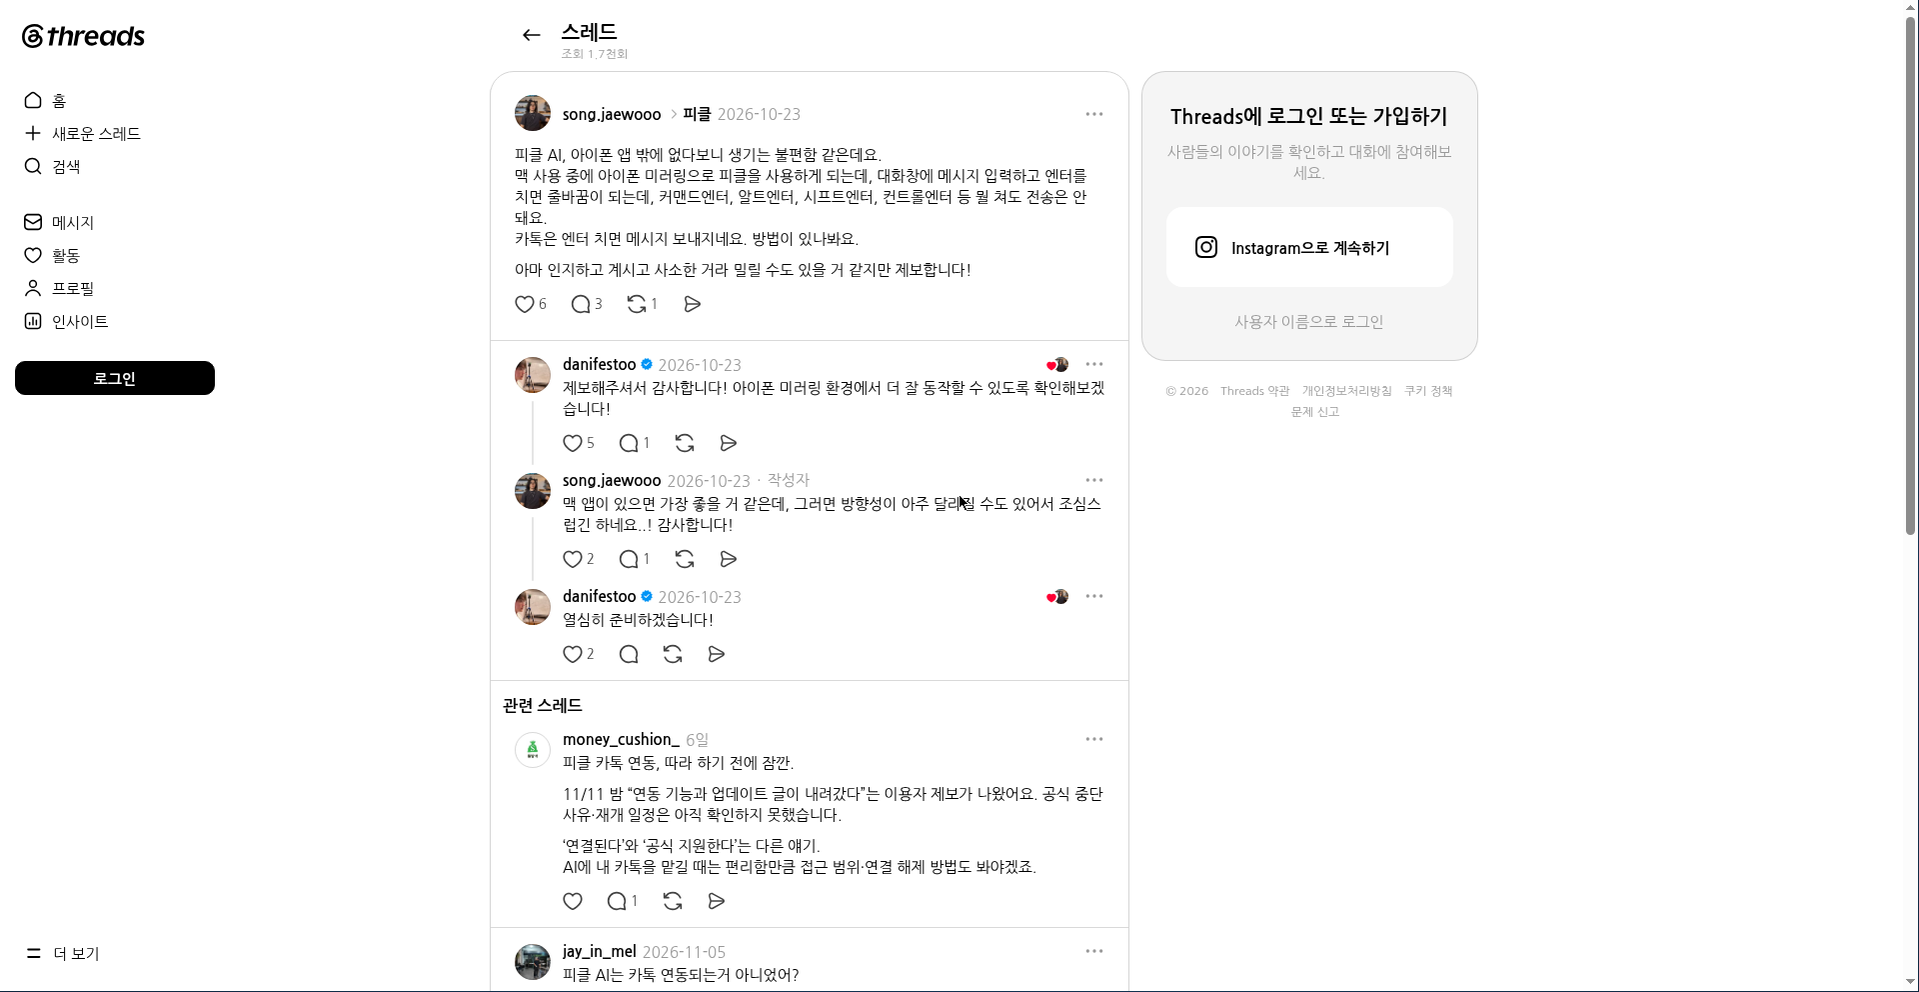 threads
홈
새로운 스레드
검색
메시지
활동
프로필
인사이트
로그인
더 보기
스레드
조회 1.7천회
song.jaewooo > 피클 2026-10-23
피클 AI, 아이폰 앱 밖에 없다보니 생기는 불편함 같은데요.
맥 사용 중에 아이폰 미러링으로 피클을 사용하게 되는데, 대화창에 메시지 입력하고 엔터를
치면 줄바꿈이 되는데, 커맨드엔터, 알트엔터, 시프트엔터, 컨트롤엔터 등 뭘 쳐도 전송은 안
돼요.
카톡은 엔터 치면 메시지 보내지네요. 방법이 있나봐요.
아마 인지하고 계시고 사소한 거라 밀릴 수도 있을 거 같지만 제보합니다!
6 3 1
danifestoo 2026-10-23
제보해주셔서 감사합니다! 아이폰 미러링 환경에서 더 잘 동작할 수 있도록 확인해보겠
습니다!
5 1
song.jaewooo 2026-10-23 · 작성자
맥 앱이 있으면 가장 좋을 거 같은데, 그러면 방향성이 아주 달라질 수도 있어서 조심스
럽긴 하네요..! 감사합니다!
2 1
danifestoo 2026-10-23
열심히 준비하겠습니다!
2
관련 스레드
money_cushion_ 6일
피클 카톡 연동, 따라 하기 전에 잠깐.
11/11 밤 “연동 기능과 업데이트 글이 내려갔다”는 이용자 제보가 나왔어요. 공식 중단
사유·재개 일정은 아직 확인하지 못했습니다.
‘연결된다’와 ‘공식 지원한다’는 다른 얘기.
AI에 내 카톡을 맡길 때는 편리함만큼 접근 범위·연결 해제 방법도 봐야겠죠.
1
jay_in_mel 2026-11-05
피클 AI는 카톡 연동되는거 아니었어?
Threads에 로그인 또는 가입하기
사람들의 이야기를 확인하고 대화에 참여해보
세요.
Instagram으로 계속하기
사용자 이름으로 로그인
© 2026 Threads 약관 개인정보처리방침 쿠키 정책
문제 신고